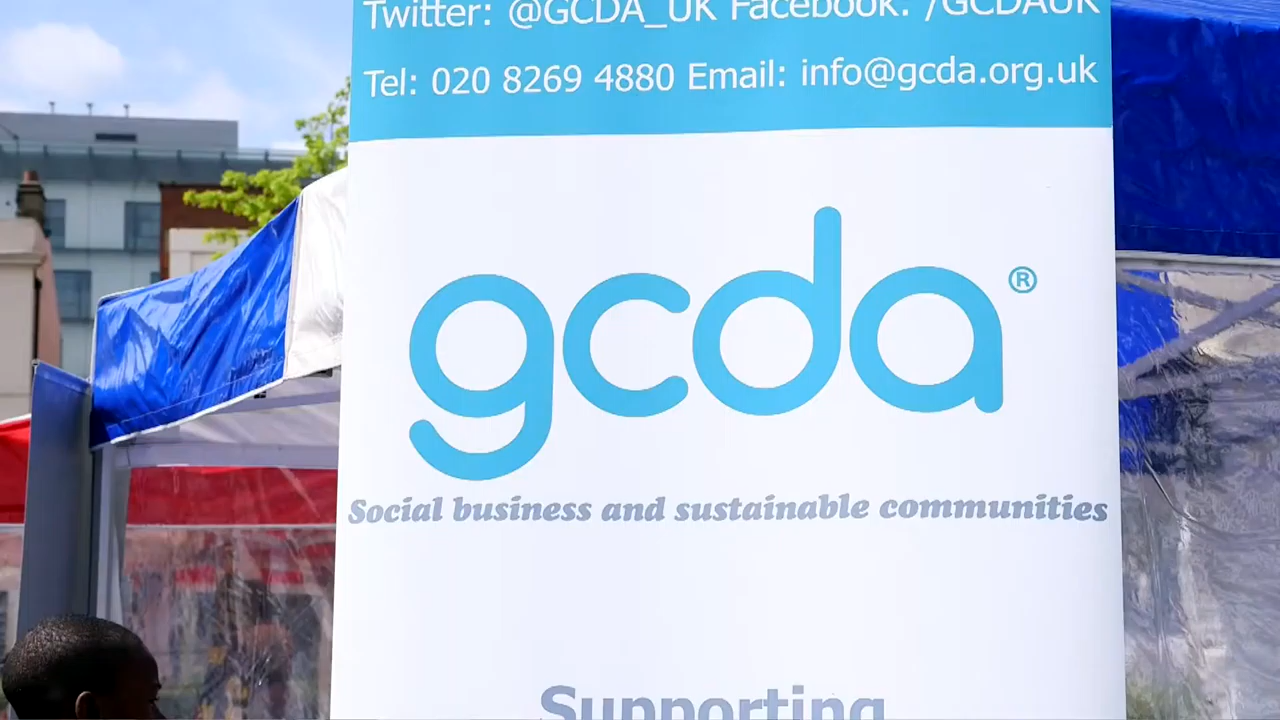 Twitter: @GCDA_UK Facebook: /GCDAUK
Tel: 020 8269 4880 Email: info@gcda.org.uk
gcda®
Social business and sustainable communities
Supporting